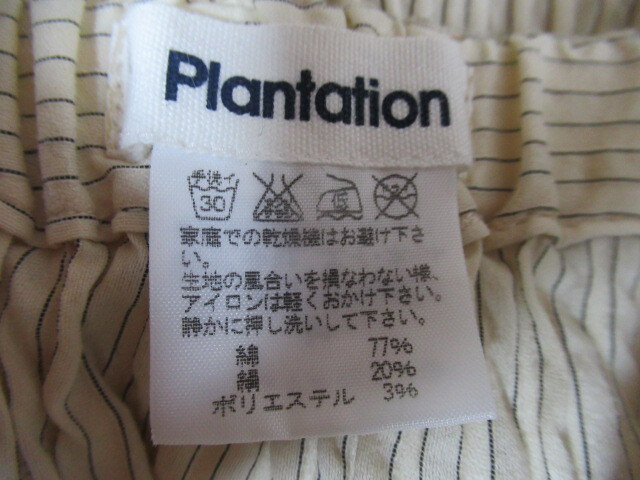 Plantation
手洗イ
30
家庭での乾燥機はお避け下さ
い。
生地の風合いを損なわない様、
アイロンは軽くおかけ下さい。
静かに押し洗いして下さい。
綿 77%
絹 20%
ポリエステル 3%